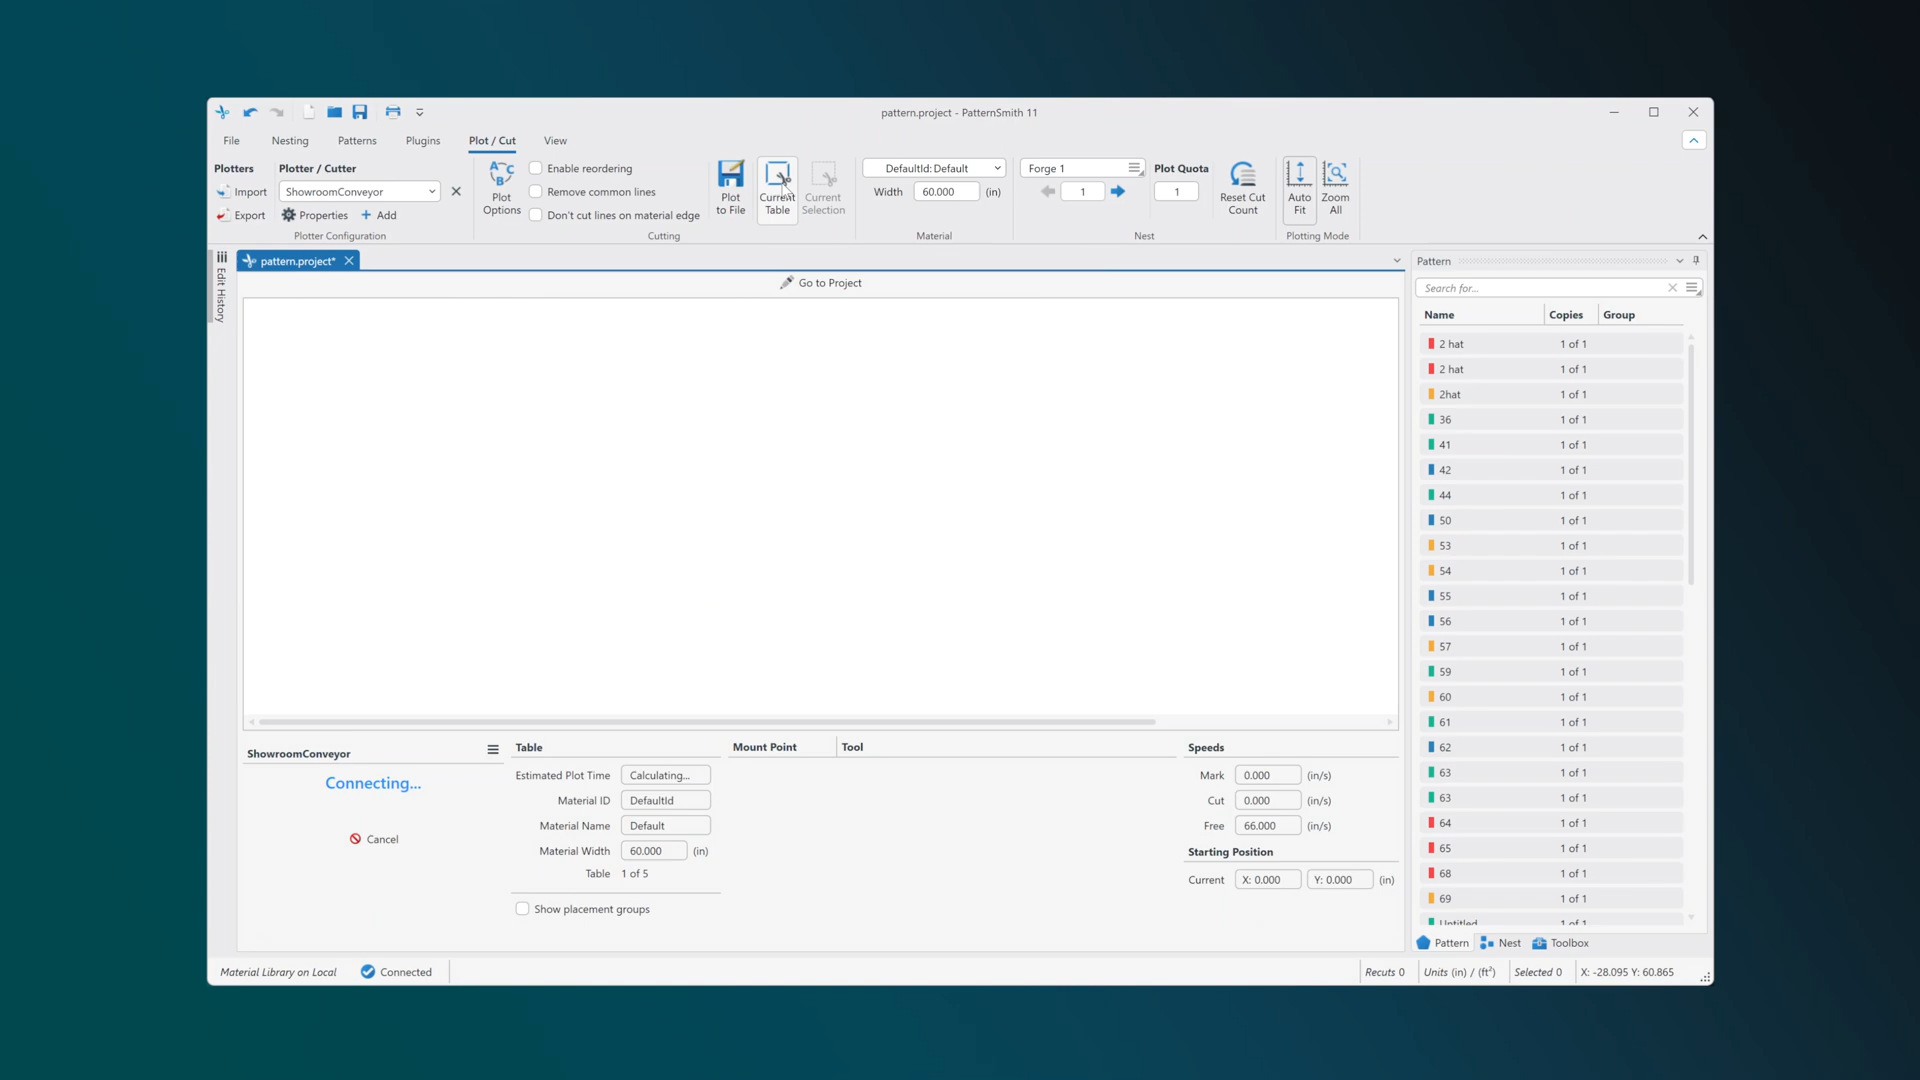 pattern.project - PatternSmith 11
File
Nesting
Patterns
Plugins
Plot / Cut
View
Plotters
Import
Export
Plotter / Cutter
ShowroomConveyor
Properties
Add
Plotter Configuration
Plot
Options
Enable reordering
Remove common lines
Don't cut lines on material edge
Plot
to File
Current
Table
Current
Selection
Cutting
DefaultId: Default
Width 60.000 (in)
Material
Forge 1
1
Nest
Plot Quota
1
Reset Cut
Count
Auto
Fit
Zoom
All
Plotting Mode
Edit History
pattern.project*
Go to Project
Pattern
Search for...
Name Copies Group
2 hat 1 of 1
2 hat 1 of 1
2hat 1 of 1
36 1 of 1
41 1 of 1
42 1 of 1
44 1 of 1
50 1 of 1
53 1 of 1
54 1 of 1
55 1 of 1
56 1 of 1
57 1 of 1
59 1 of 1
60 1 of 1
61 1 of 1
62 1 of 1
63 1 of 1
63 1 of 1
64 1 of 1
65 1 of 1
68 1 of 1
69 1 of 1
Untitled 1 of 1
Pattern
Nest
Toolbox
ShowroomConveyor
Connecting...
Cancel
Table
Estimated Plot Time Calculating...
Material ID DefaultId
Material Name Default
Material Width 60.000 (in)
Table 1 of 5
Show placement groups
Mount Point
Tool
Speeds
Mark 0.000 (in/s)
Cut 0.000 (in/s)
Free 66.000 (in/s)
Starting Position
Current X: 0.000 Y: 0.000 (in)
Material Library on Local
Connected
Recuts 0
Units (in) / (ft²)
Selected 0
X: -28.095 Y: 60.865